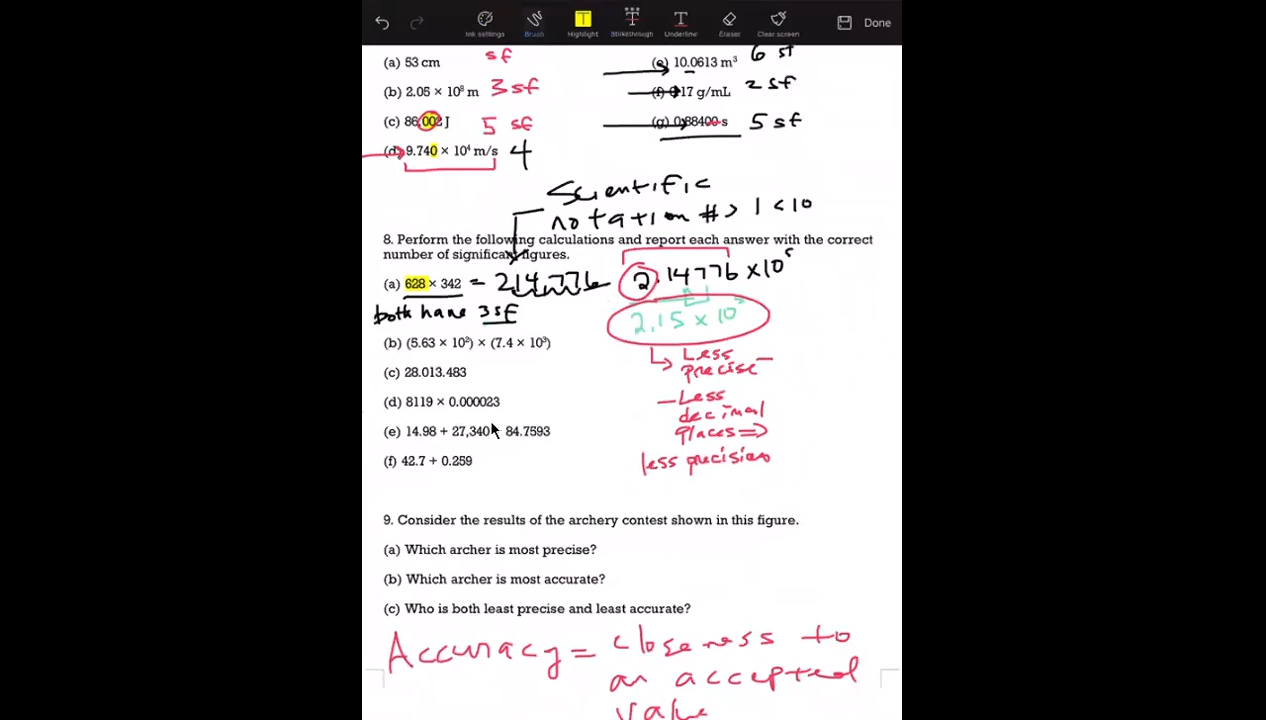 Done
Ink settings
Brush
Highlight
Strikethrough
Underline
Eraser
Clear screen
(a) 53 cm sf
(e) 10.0613 m³ 6 sf
(b) 2.05 × 10⁸ m 3 sf
(f) 0.17 g/mL 2 sf
(c) 86,002 J 5 sf
(g) 0.88400 s 5 sf
(d) 9.740 × 10⁴ m/s 4
Scientific
notation # > 1 < 10
8. Perform the following calculations and report each answer with the correct
number of significant figures.
(a) 628 × 342 = 214,776 2.14776 × 10⁵
both have 3 sf
2.15 × 10⁵
(b) (5.63 × 10²) × (7.4 × 10³)
Less
precise
(c) 28.013.483
(d) 8119 × 0.000023
– Less
decimal
places ⇒
less precision
(e) 14.98 + 27,340 84.7593
(f) 42.7 + 0.259
9. Consider the results of the archery contest shown in this figure.
(a) Which archer is most precise?
(b) Which archer is most accurate?
(c) Who is both least precise and least accurate?
Accuracy = closeness to
an accepted
value